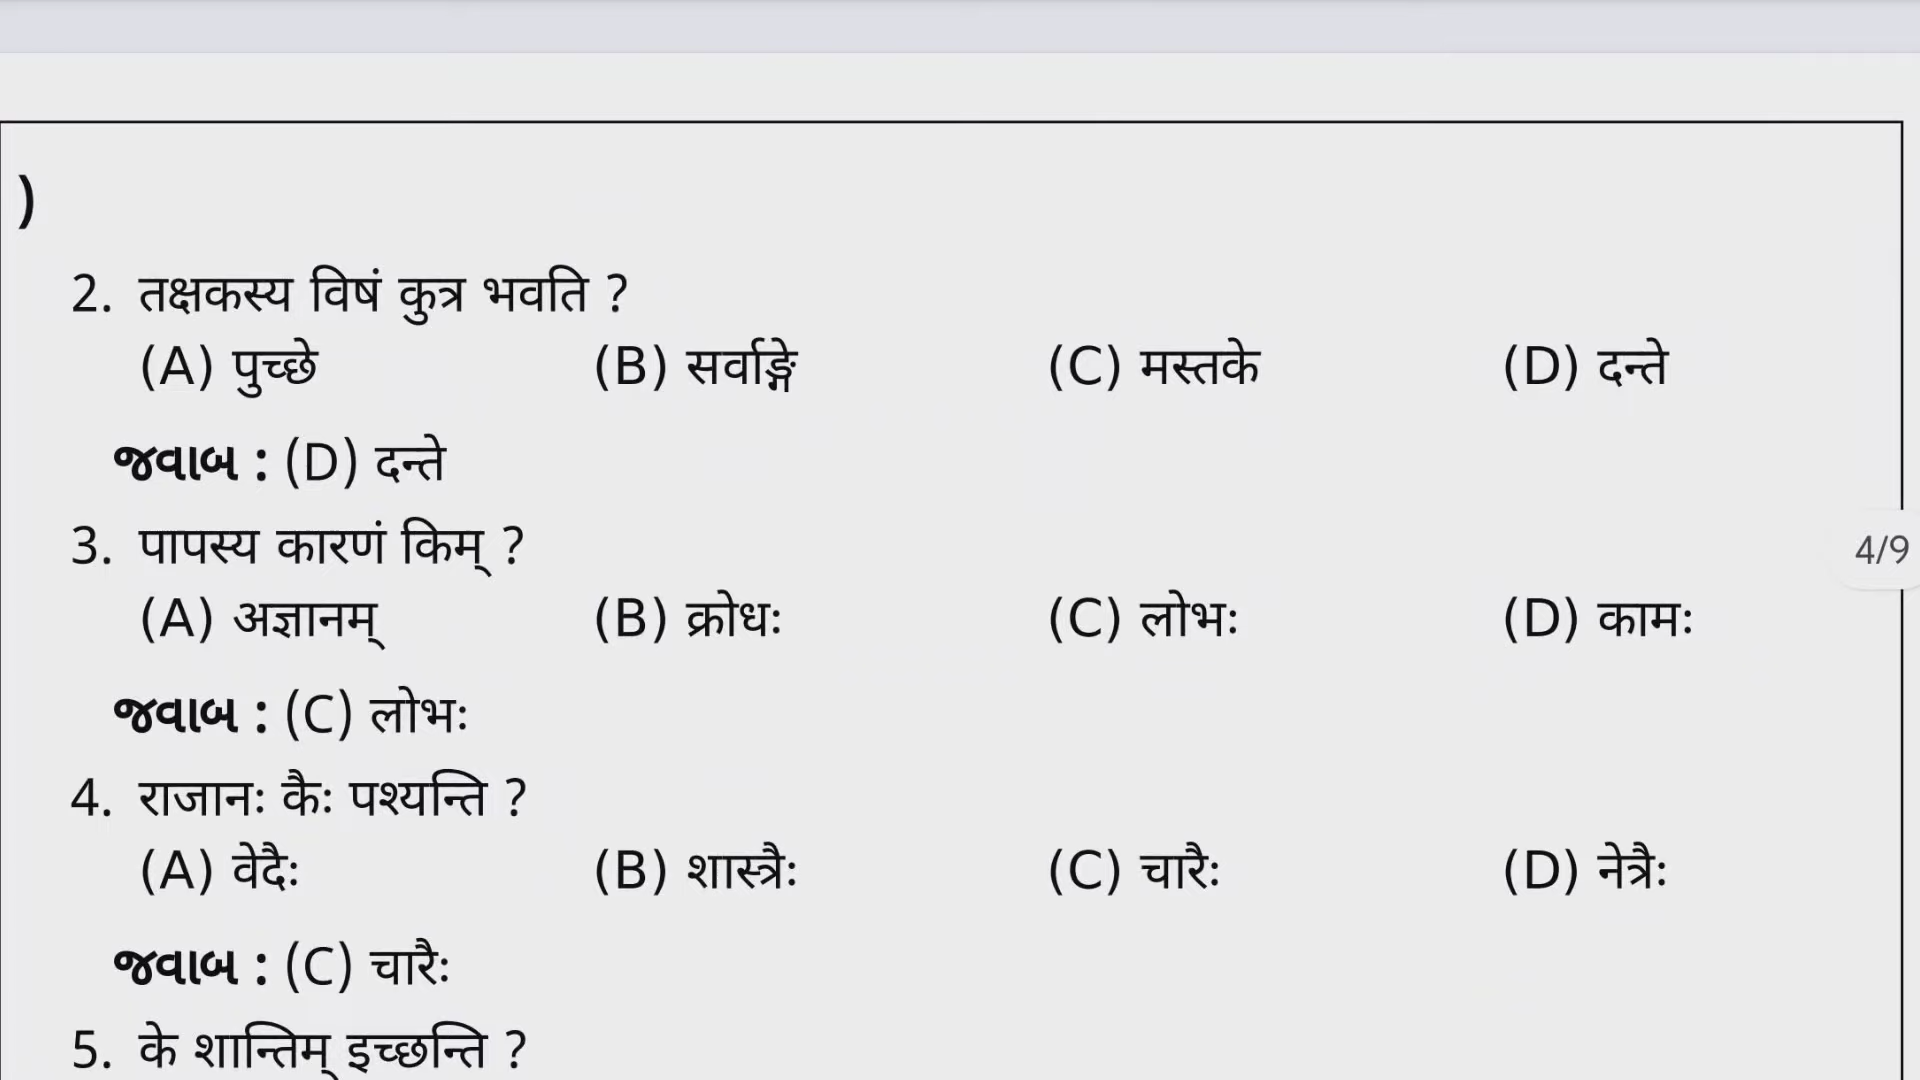 )
2. तक्षकस्य विषं कुत्र भवति ?
(A) पुच्छे (B) सर्वाङ्गे (C) मस्तके (D) दन्ते
જવાબ : (D) दन्ते
3. पापस्य कारणं किम् ?
4/9
(A) अज्ञानम् (B) क्रोधः (C) लोभः (D) कामः
જવાબ : (C) लोभः
4. राजानः कैः पश्यन्ति ?
(A) वेदैः (B) शास्त्रैः (C) चारैः (D) नेत्रैः
જવાબ : (C) चारैः
5. के शान्तिम् इच्छन्ति ?